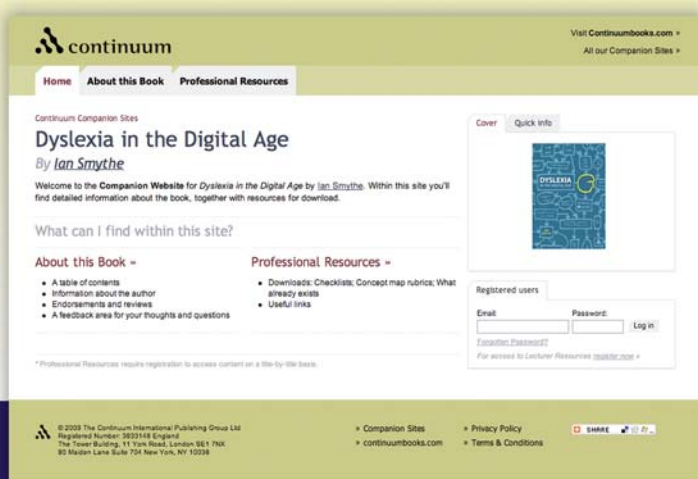 continuum
Visit Continuumbooks.com »
All our Companion Sites »
Home
About this Book
Professional Resources
Continuum Companion Sites
Dyslexia in the Digital Age
By Ian Smythe
Welcome to the Companion Website for Dyslexia in the Digital Age by Ian Smythe. Within this site you'll
find detailed information about the book, together with resources for download.
What can I find within this site?
About this Book »
• A table of contents
• Information about the author
• Endorsements and reviews
• A feedback area for your thoughts and questions
Professional Resources »
• Downloads: Checklists; Concept map rubrics; What
already exists
• Useful links
* Professional Resources require registration to access content on a title-by-title basis.
Cover
Quick Info
DYSLEXIA
IN THE DIGITAL AGE
Registered users
Email:
Password:
Log in
Forgotten Password?
For access to Lecturer Resources register now »
© 2009 The Continuum International Publishing Group Ltd
Registered Number: 3833148 England
The Tower Building, 11 York Road, London SE1 7NX
80 Maiden Lane Suite 704 New York, NY 10038
» Companion Sites
» continuumbooks.com
» Privacy Policy
» Terms & Conditions
SHARE